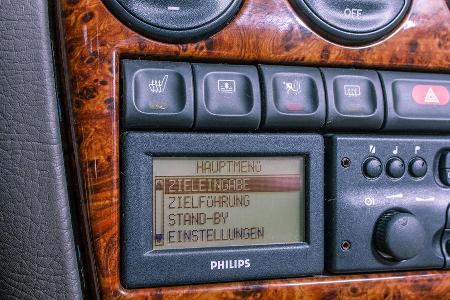 OFF
HAUPTMENÜ
ZIELEINGABE
ZIELFÜHRUNG
STAND-BY
EINSTELLUNGEN
PHILIPS